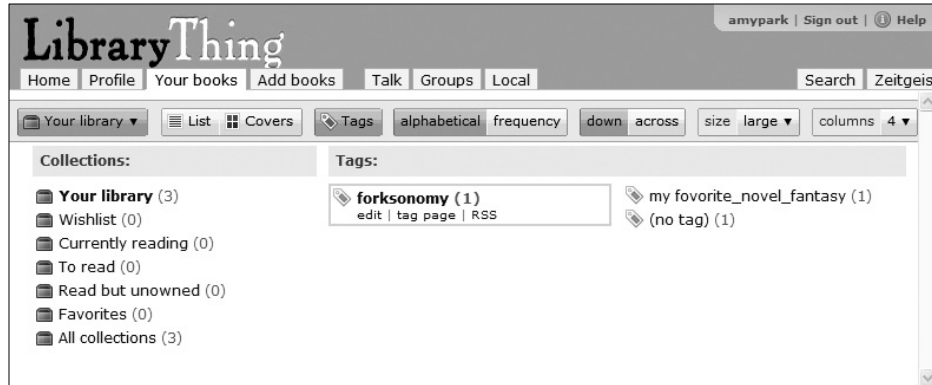 amypark | Sign out | Help
LibraryThing
Home Profile Your books Add books Talk Groups Local Search Zeitgeis
Your library ▼ List Covers Tags alphabetical frequency down across size large ▼ columns 4 ▼
Collections: Tags:
Your library (3)
Wishlist (0)
Currently reading (0)
To read (0)
Read but unowned (0)
Favorites (0)
All collections (3)
forksonomy (1)
edit | tag page | RSS
my fovorite_novel_fantasy (1)
(no tag) (1)